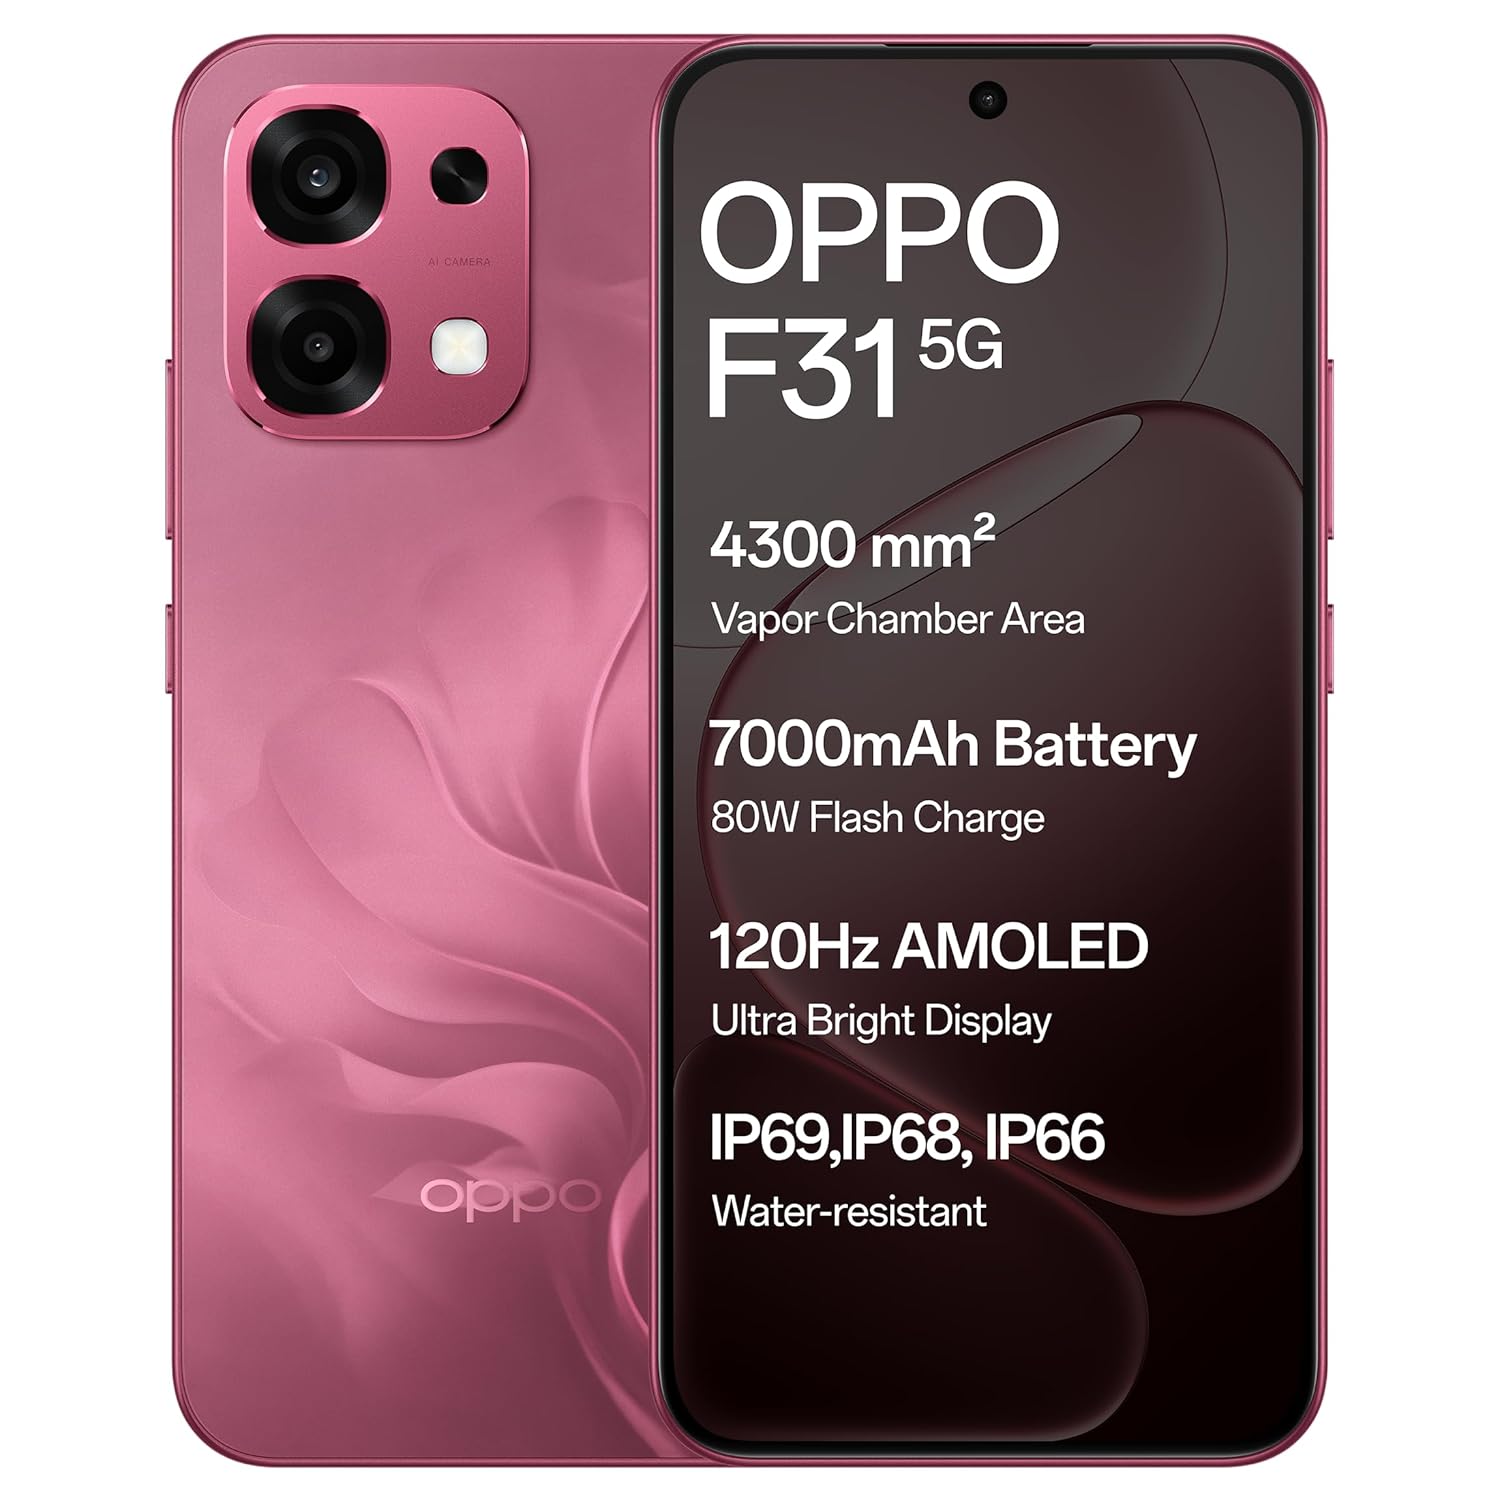 AI CAMERA
oppo
OPPO
F31 5G
4300 mm²
Vapor Chamber Area
7000mAh Battery
80W Flash Charge
120Hz AMOLED
Ultra Bright Display
IP69,IP68, IP66
Water-resistant